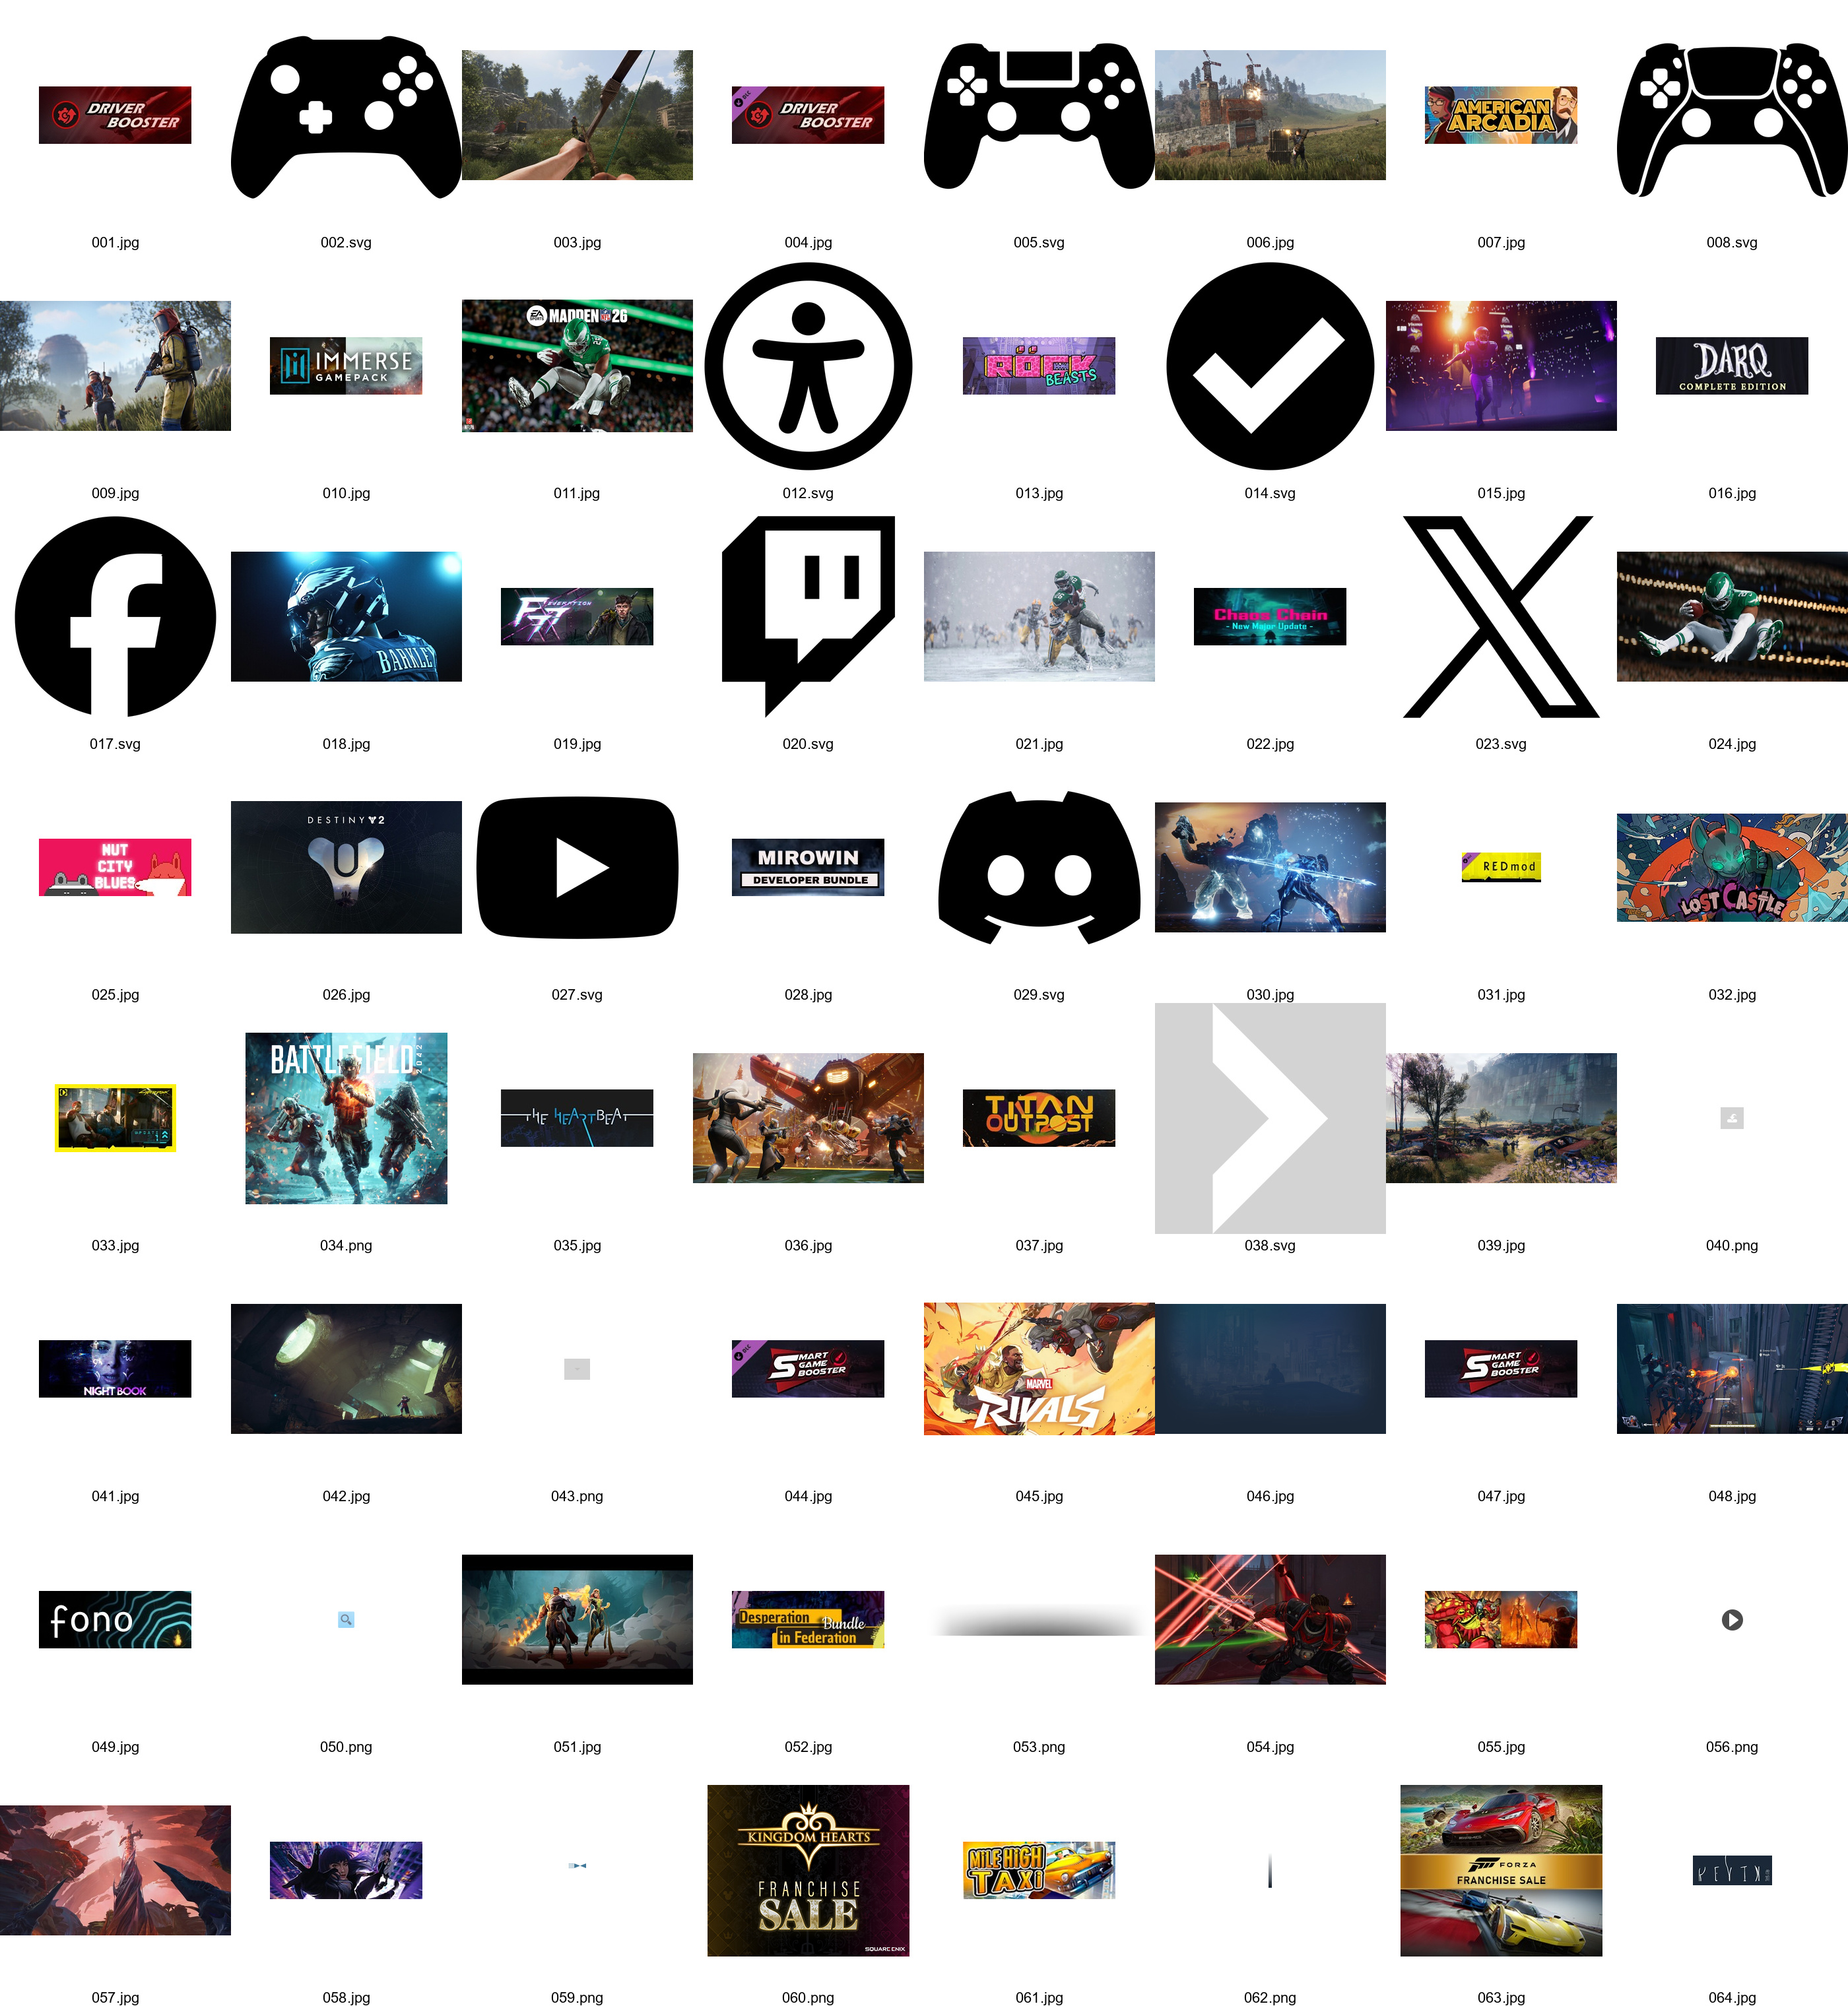 DRIVER
BOOSTER
DLC
DRIVER
BOOSTER
AMERICAN
ARCADIA
001.jpg
002.svg
003.jpg
004.jpg
005.svg
006.jpg
007.jpg
008.svg
IMMERSE
GAMEPACK
EA
SPORTS
MADDEN NFL 26
RÖCK
BEASTS
DARQ
COMPLETE EDITION
009.jpg
010.jpg
011.jpg
012.svg
013.jpg
014.svg
015.jpg
016.jpg
BARKLEY
Chaos Chain
- New Major Update -
017.svg
018.jpg
019.jpg
020.svg
021.jpg
022.jpg
023.svg
024.jpg
NUT
CITY
BLUES
DESTINY 2
MIROWIN
DEVELOPER BUNDLE
REDmod
LOST CASTLE
025.jpg
026.jpg
027.svg
028.jpg
029.svg
030.jpg
031.jpg
032.jpg
BATTLEFIELD
2042
THE HEARTBEAT
TITAN
OUTPOST
033.jpg
034.png
035.jpg
036.jpg
037.jpg
038.svg
039.jpg
040.png
NIGHT BOOK
DLC
SMART
GAME
BOOSTER
MARVEL
RIVALS
SMART
GAME
BOOSTER
041.jpg
042.jpg
043.png
044.jpg
045.jpg
046.jpg
047.jpg
048.jpg
fono
Desperation
Bundle
in Federation
049.jpg
050.png
051.jpg
052.jpg
053.png
054.jpg
055.jpg
056.png
KINGDOM HEARTS
FRANCHISE
SALE
SQUARE ENIX
MILE HIGH
TAXI
FORZA
FRANCHISE SALE
057.jpg
058.jpg
059.png
060.png
061.jpg
062.png
063.jpg
064.jpg